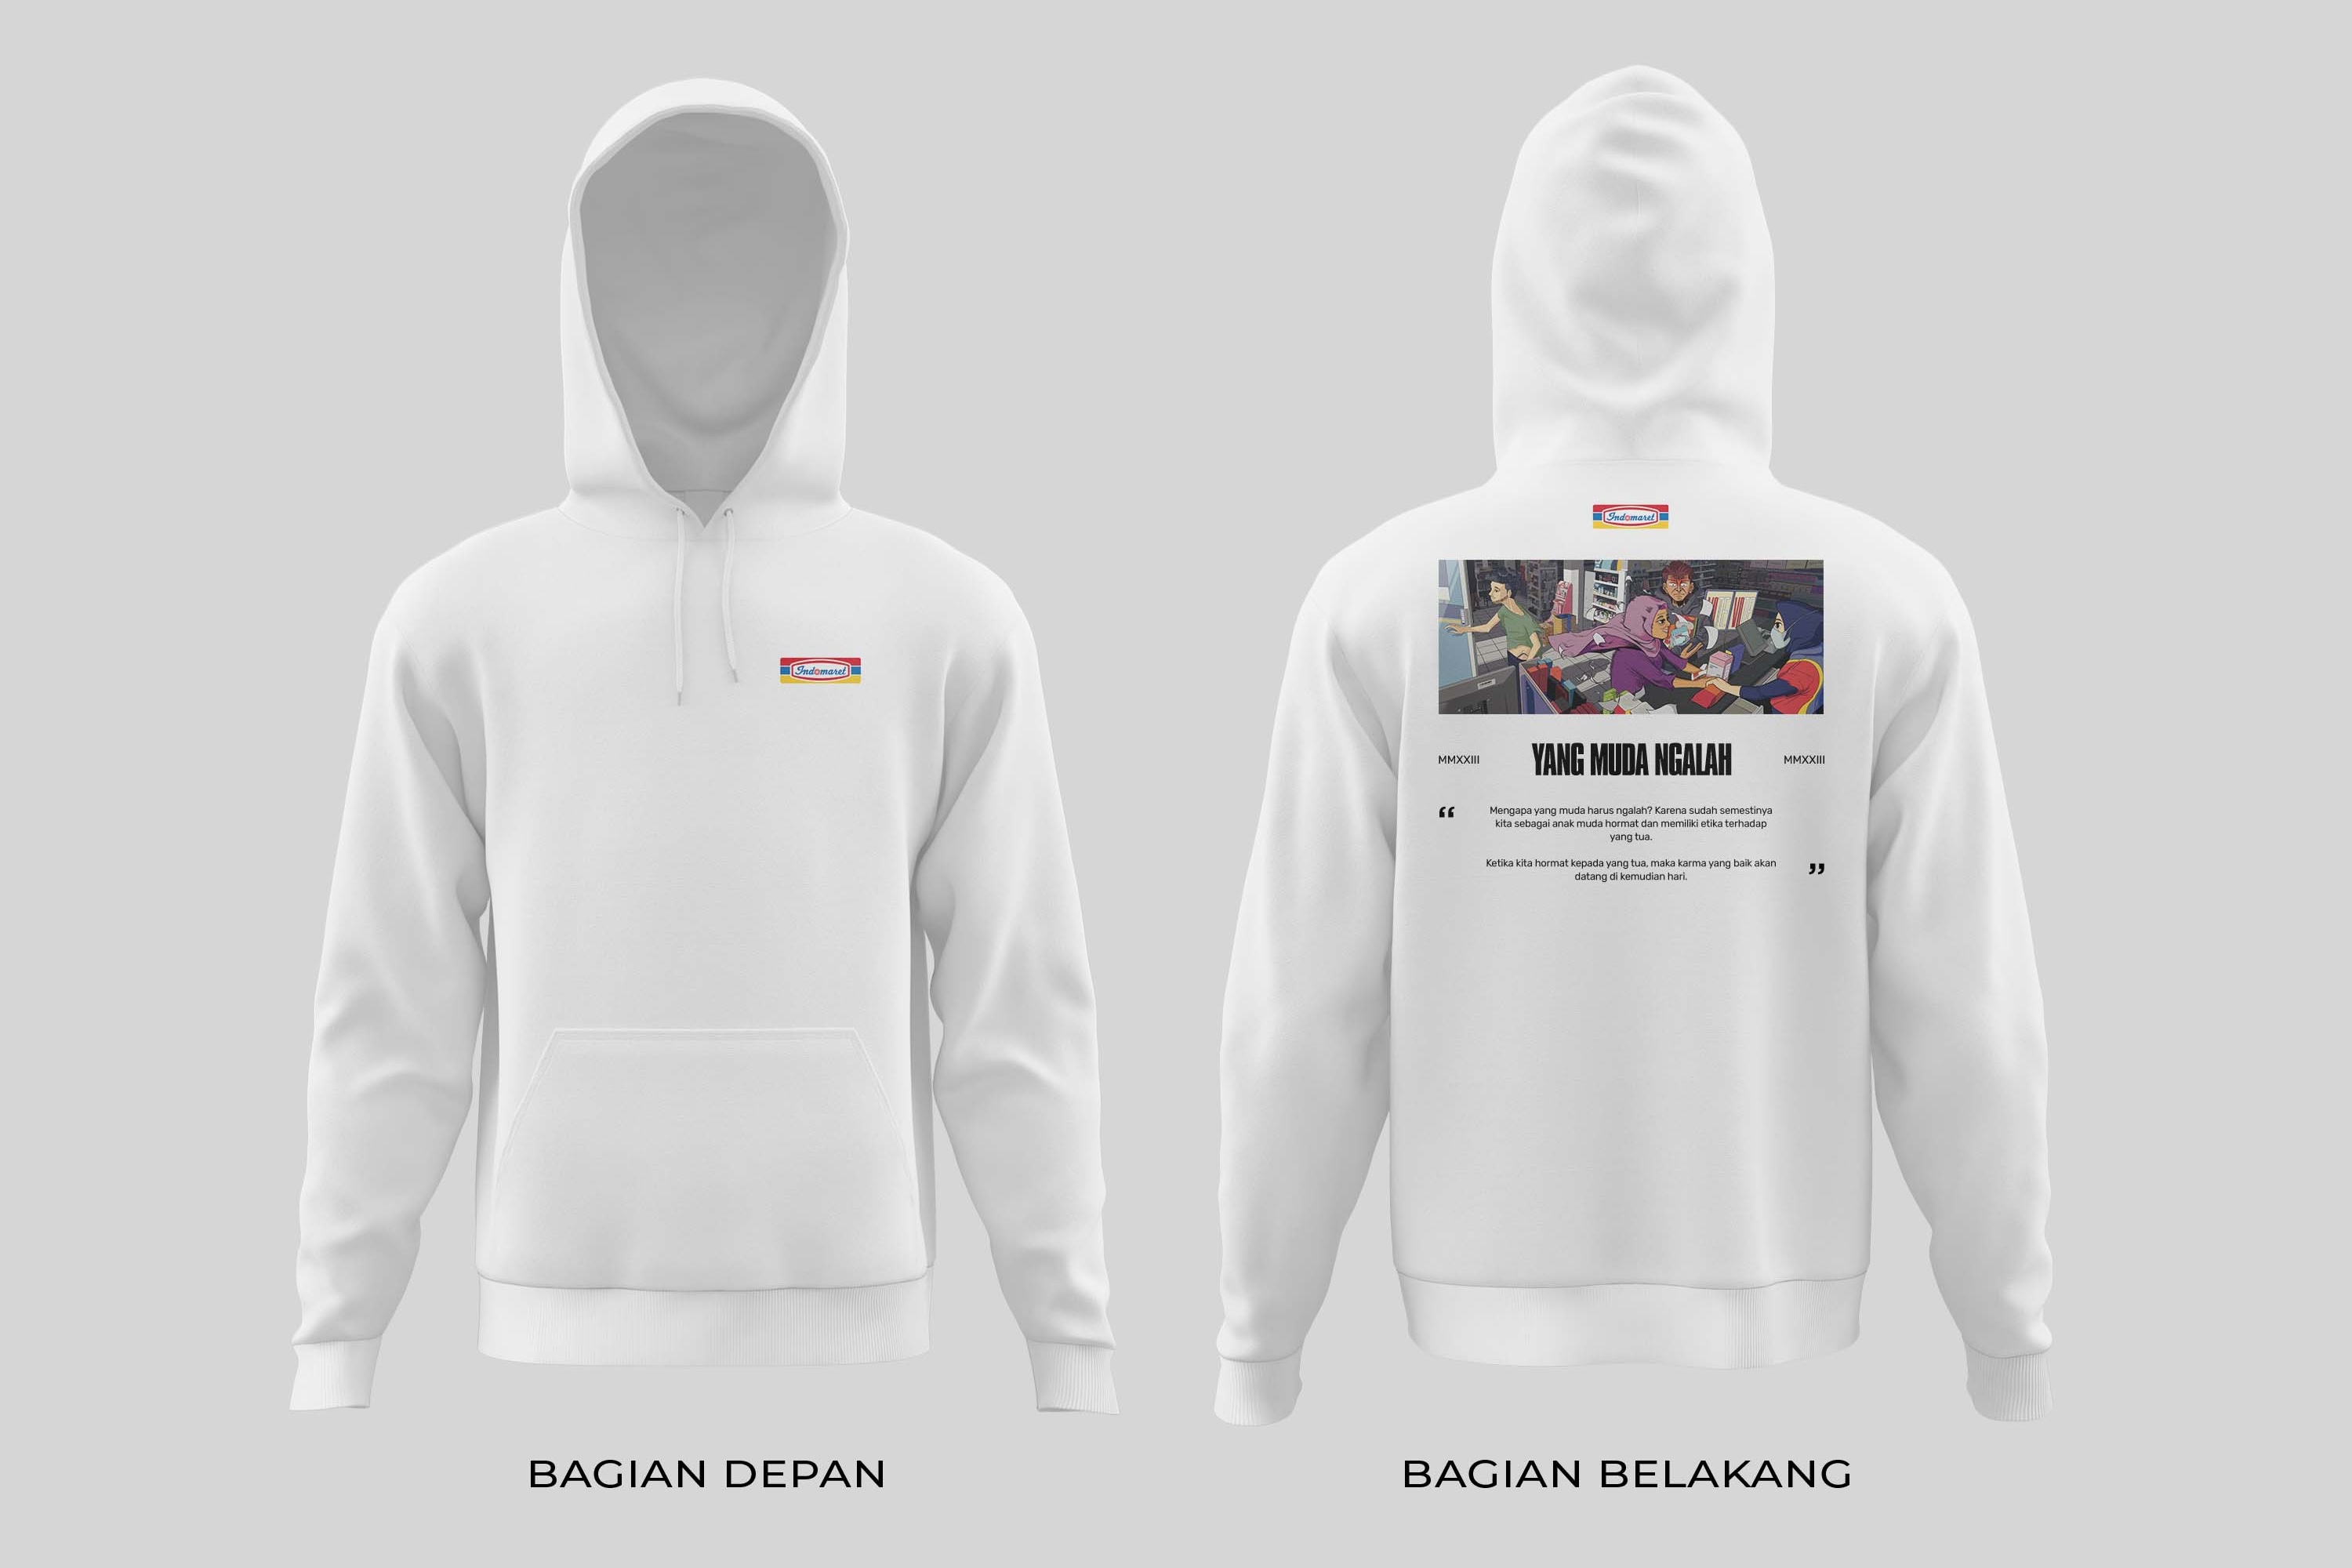 Indomaret
Indomaret
MMXXIII
YANG MUDA NGALAH
MMXXIII
“
Mengapa yang muda harus ngalah? Karena sudah semestinya
kita sebagai anak muda hormat dan memiliki etika terhadap
yang tua.
Ketika kita hormat kepada yang tua, maka karma yang baik akan
datang di kemudian hari.
”
BAGIAN DEPAN
BAGIAN BELAKANG